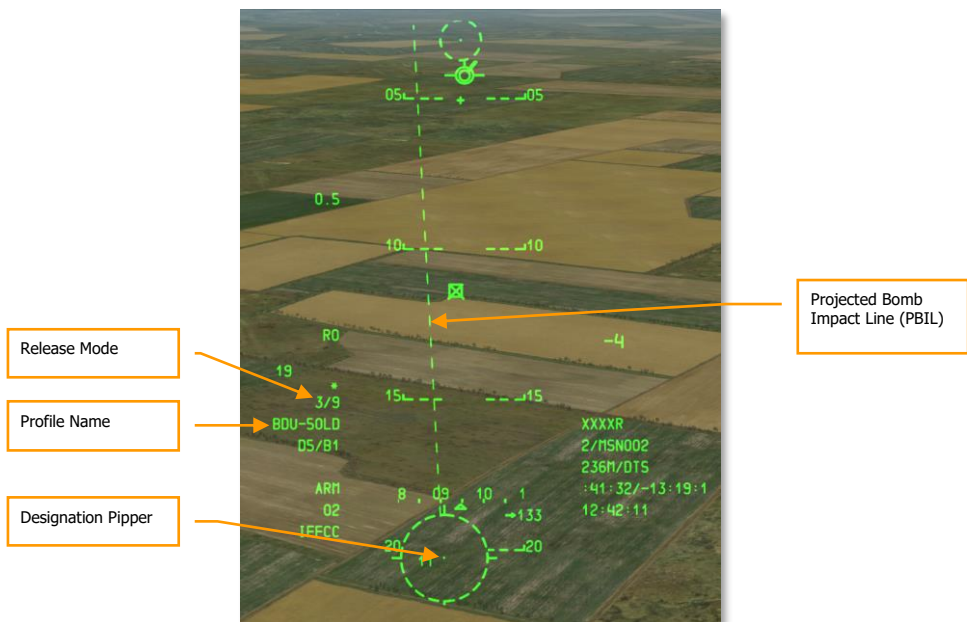 05 05
0.5
10 10
Projected Bomb
Impact Line (PBIL)
Release Mode
RO
-4
19
*
3/9
15 15
Profile Name
BDU-50LD
XXXXR
D5/B1
2/MSN002
236M/DTS
ARM
8 09 10 1
:41:32/-13:19:1
Designation Pipper
02
→133
12:42:11
IFFCC
20 20